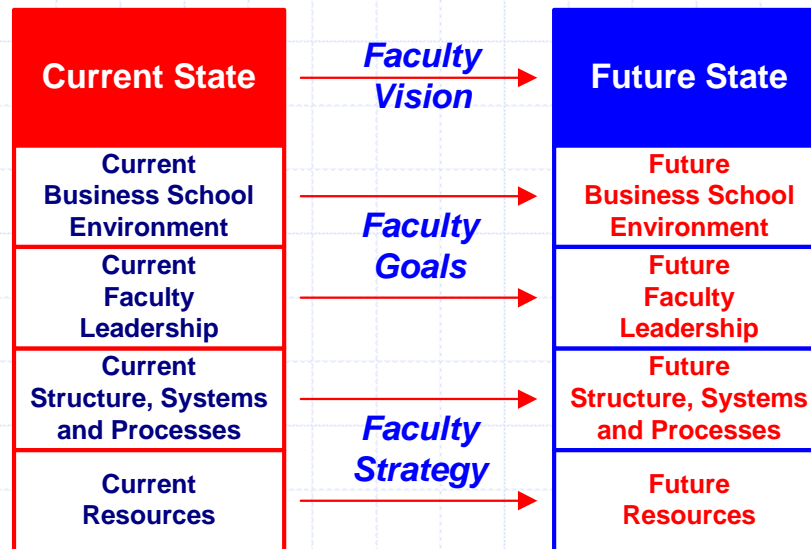 Current State
Faculty
Vision
Future State
Current
Business School
Environment
Future
Business School
Environment
Faculty
Goals
Current
Faculty
Leadership
Future
Faculty
Leadership
Current
Structure, Systems
and Processes
Future
Structure, Systems
and Processes
Faculty
Strategy
Current
Resources
Future
Resources